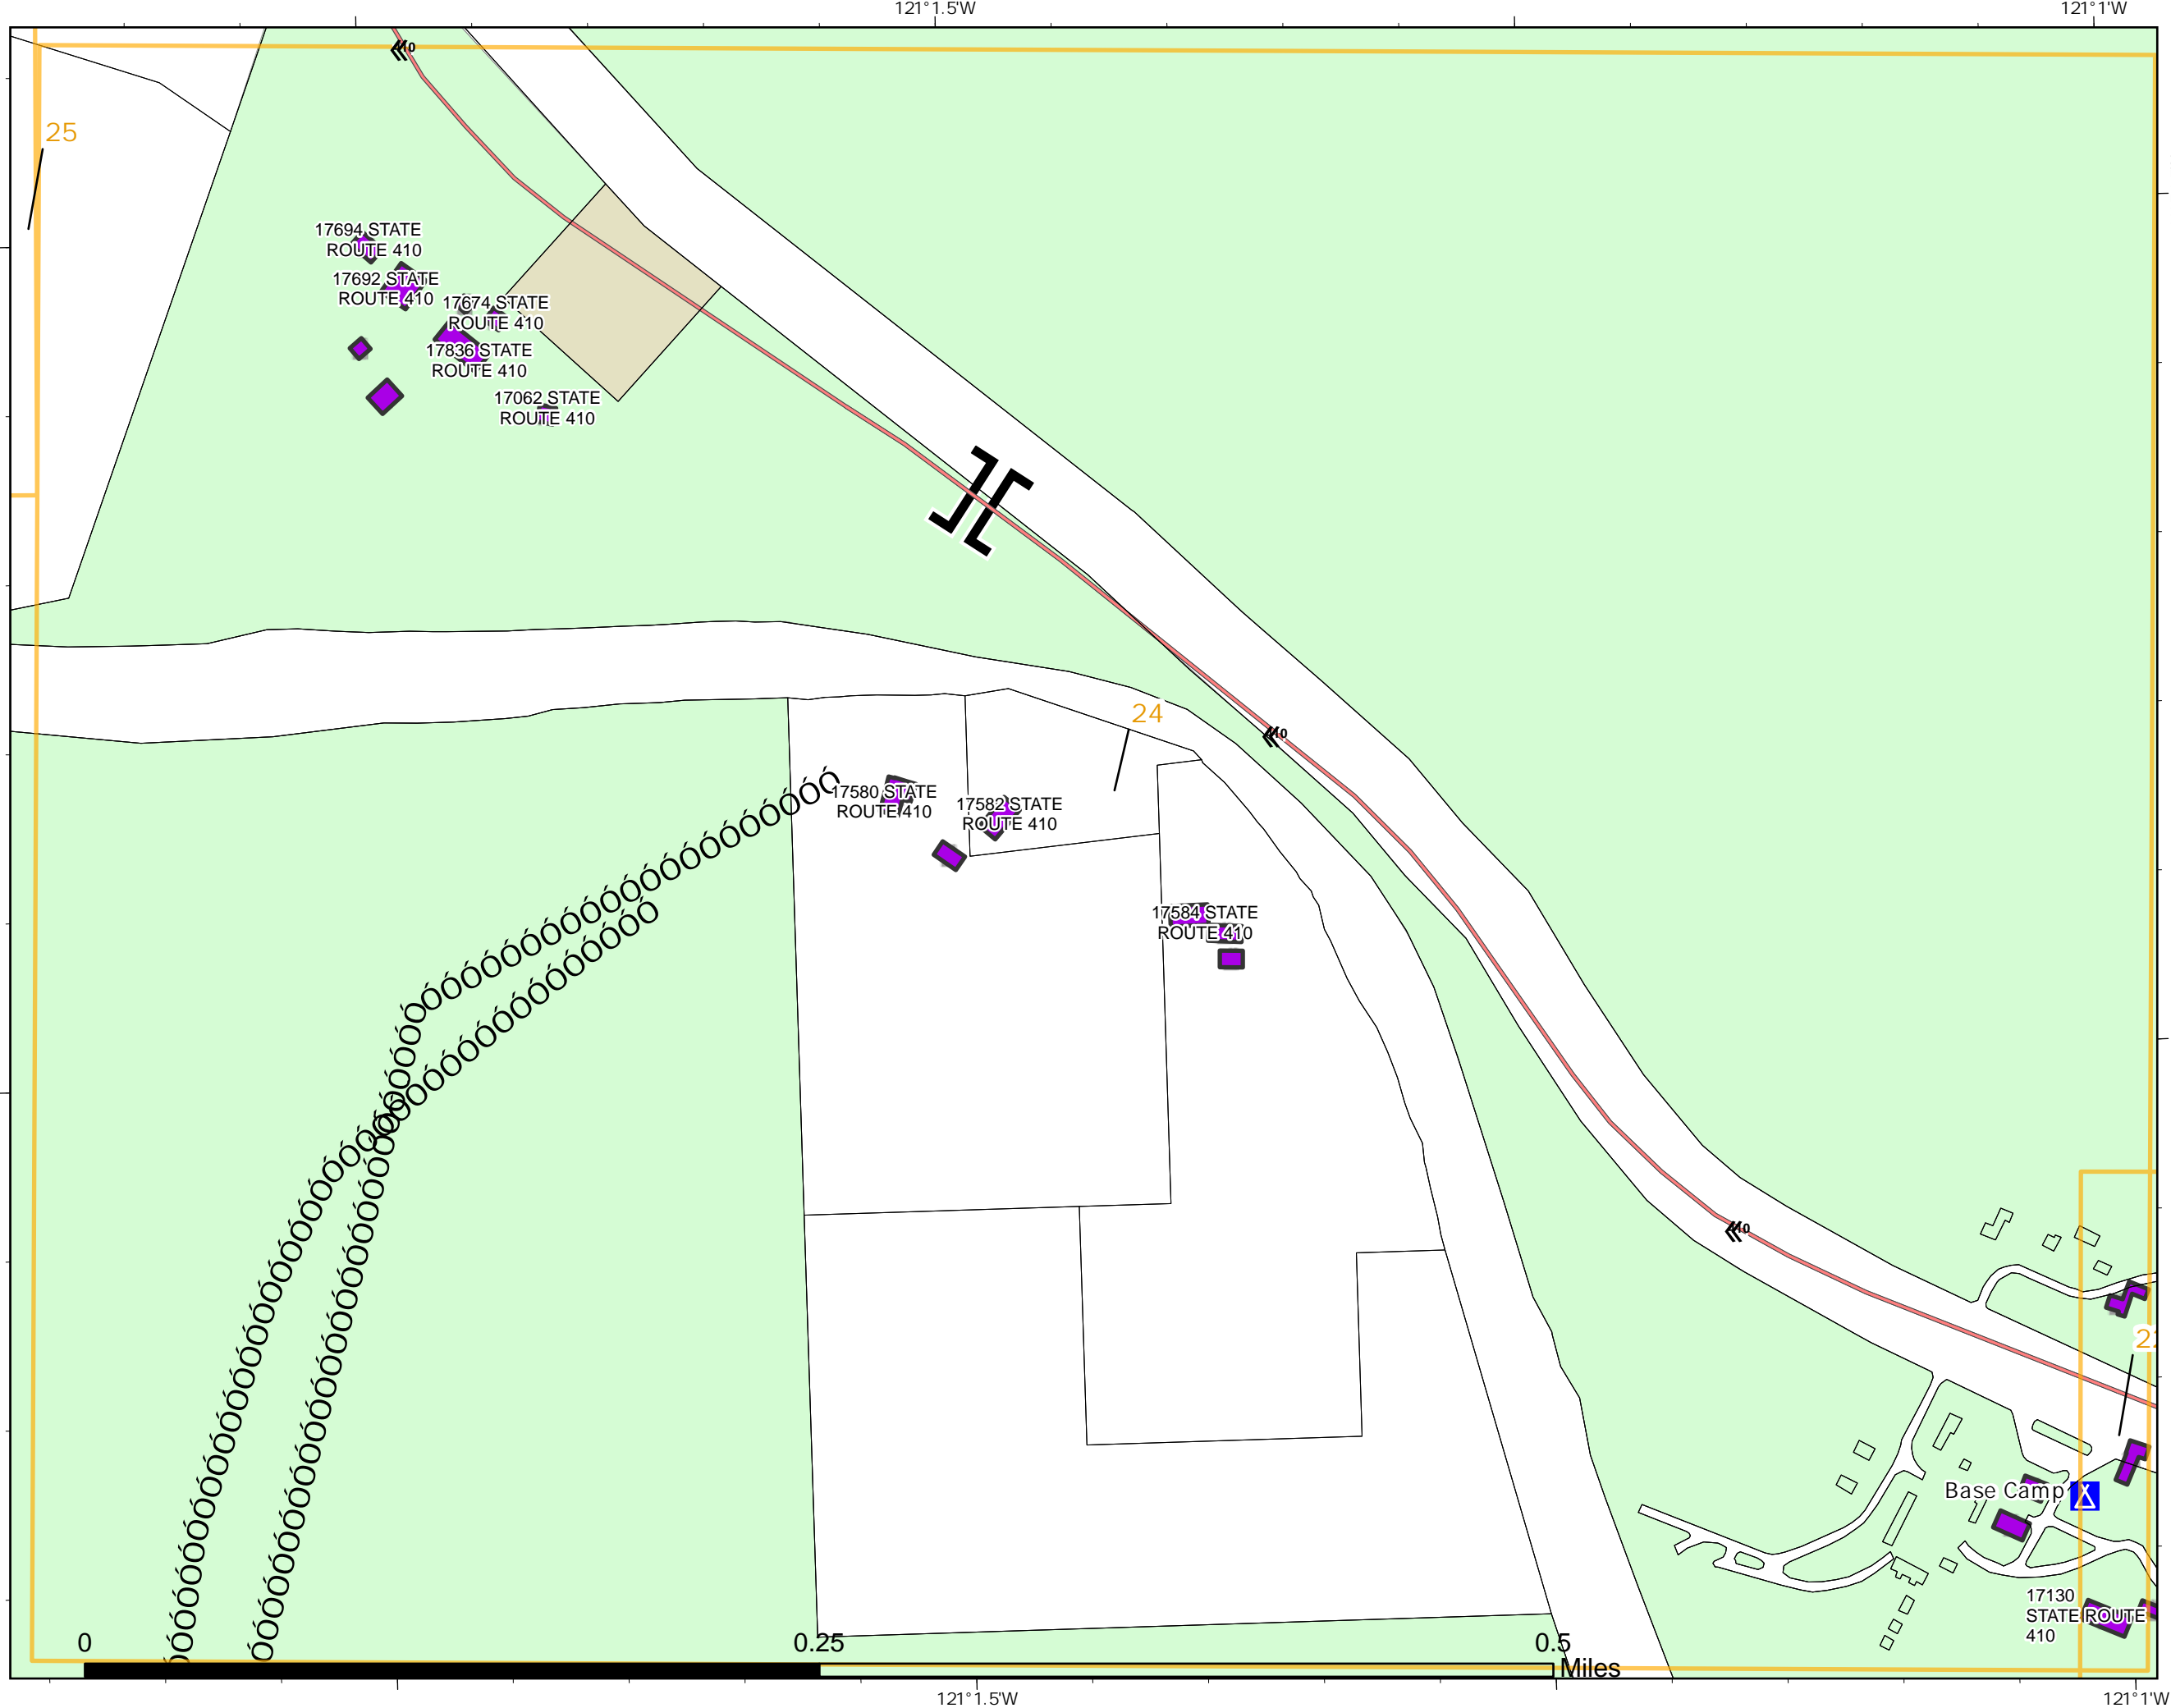 121°1.5'W
121°1'W
25
17694 STATE
ROUTE 410
17692 STATE
ROUTE 410
17674 STATE
ROUTE 410
17836 STATE
ROUTE 410
17062 STATE
ROUTE 410
24
17580 STATE
ROUTE 410
17582 STATE
ROUTE 410
17584 STATE
ROUTE 410
Base Camp
17130
STATE ROUTE
410
0
0.25
0.5
Miles
121°1.5'W
121°1'W